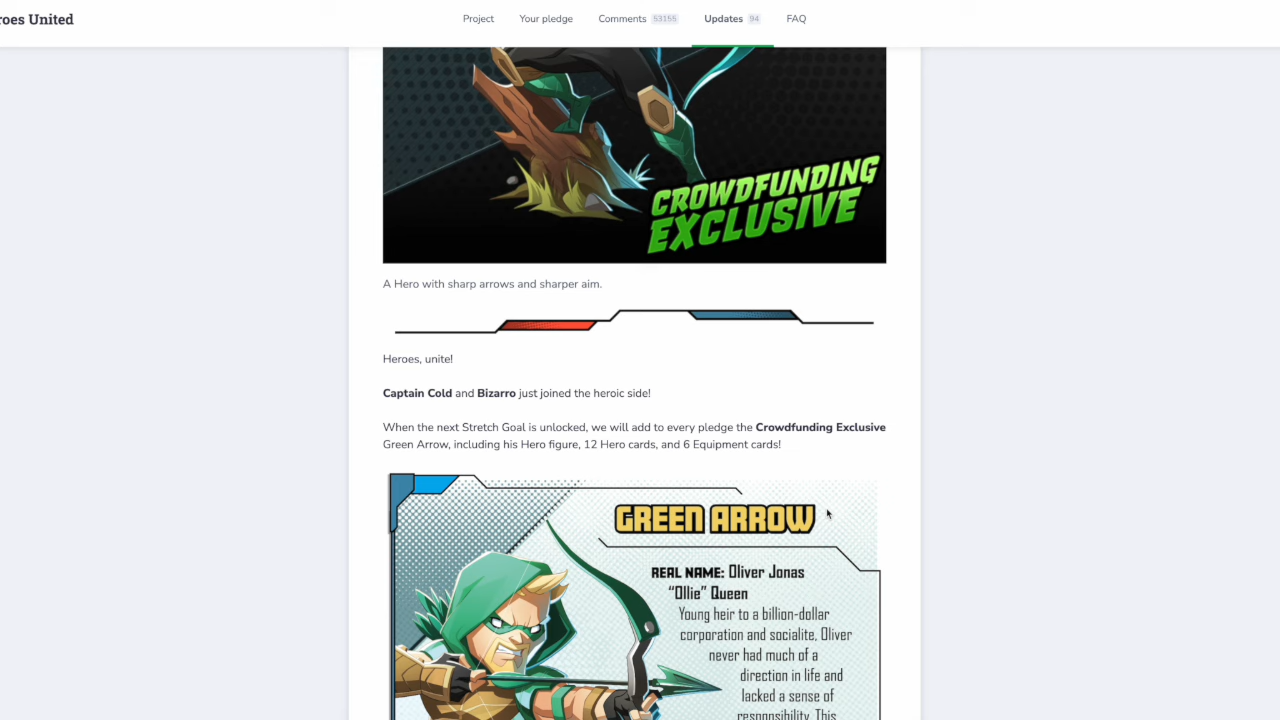 roes United
Project
Your pledge
Comments 53155
Updates 94
FAQ
CROWDFUNDING
EXCLUSIVE
A Hero with sharp arrows and sharper aim.
Heroes, unite!
Captain Cold and Bizarro just joined the heroic side!
When the next Stretch Goal is unlocked, we will add to every pledge the Crowdfunding Exclusive
Green Arrow, including his Hero figure, 12 Hero cards, and 6 Equipment cards!
GREEN ARROW
REAL NAME: Oliver Jonas
“Ollie” Queen
Young heir to a billion-dollar
corporation and socialite, Oliver
never had much of a
direction in life and
lacked a sense of
responsibility. This